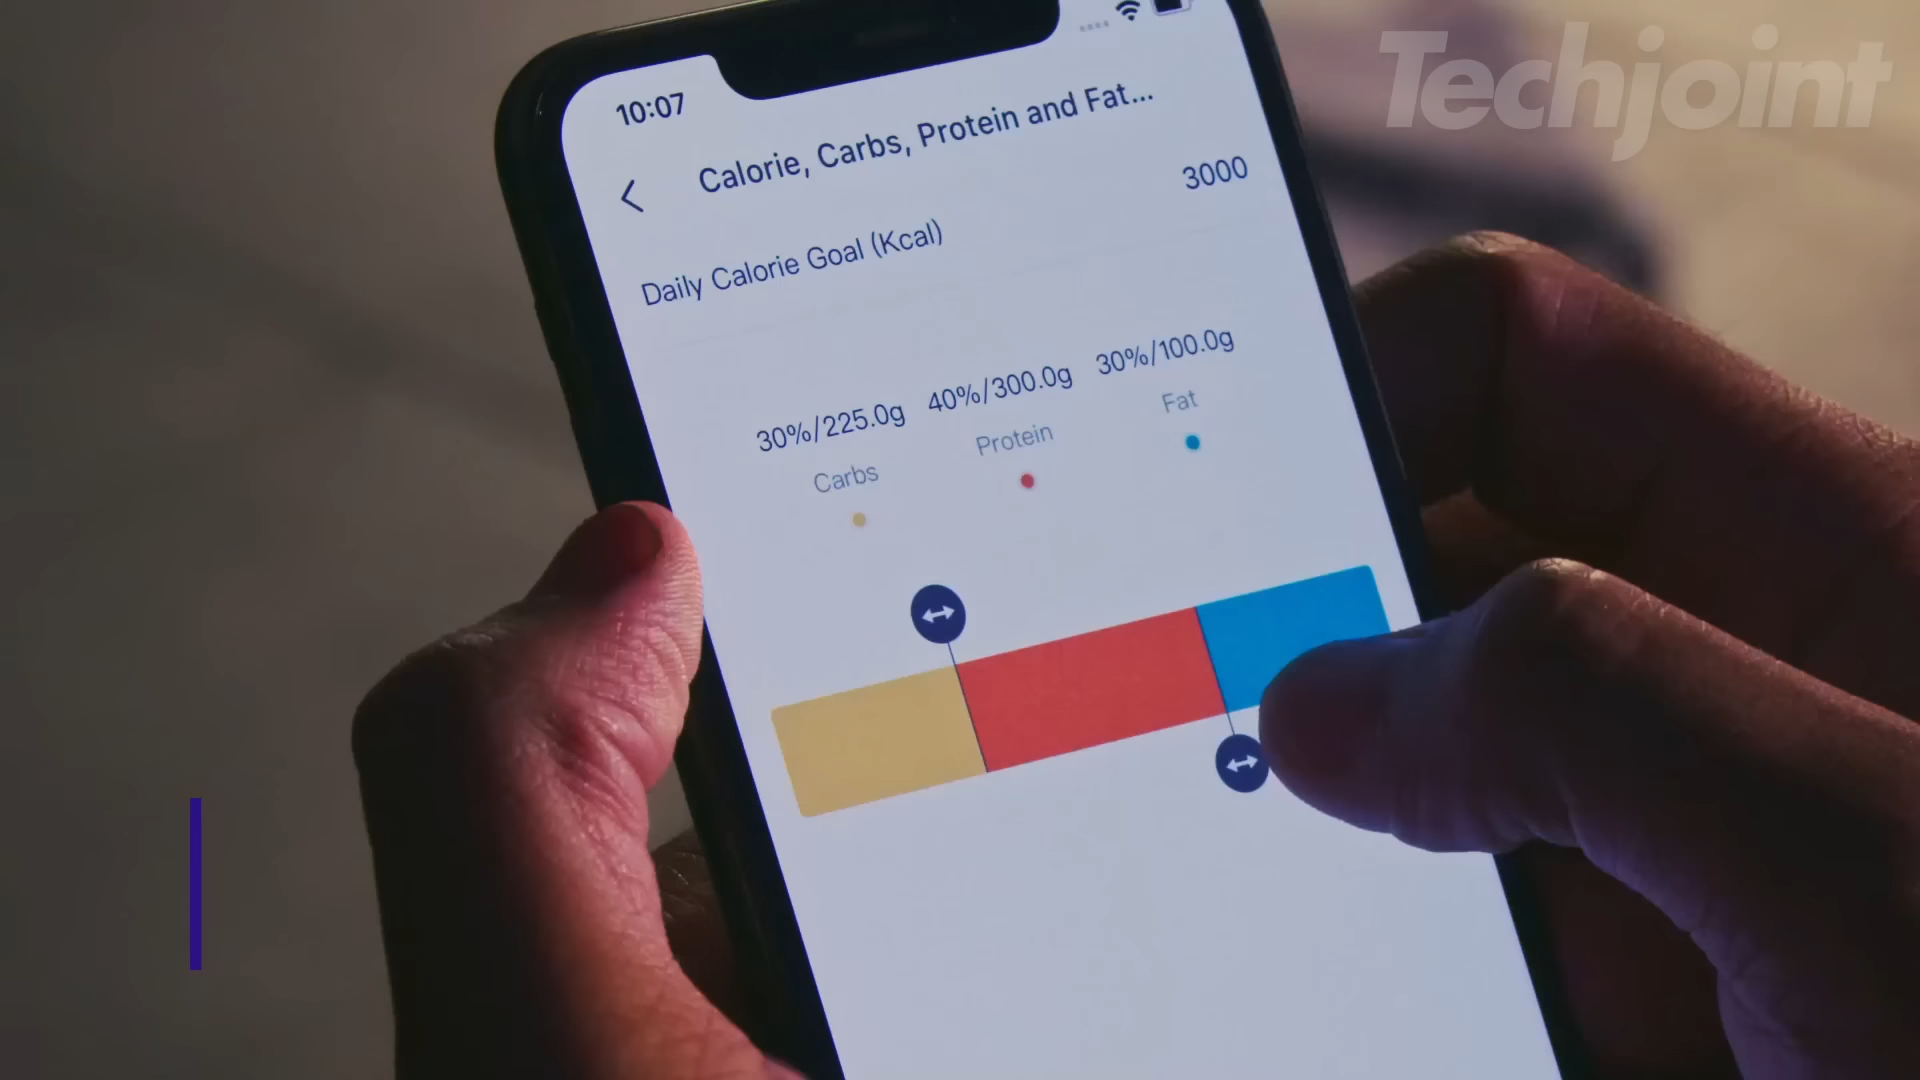 Techjoint
10:07
Calorie, Carbs, Protein and Fat...
Daily Calorie Goal (Kcal) 3000
30%/225.0g 40%/300.0g 30%/100.0g
Carbs Protein Fat